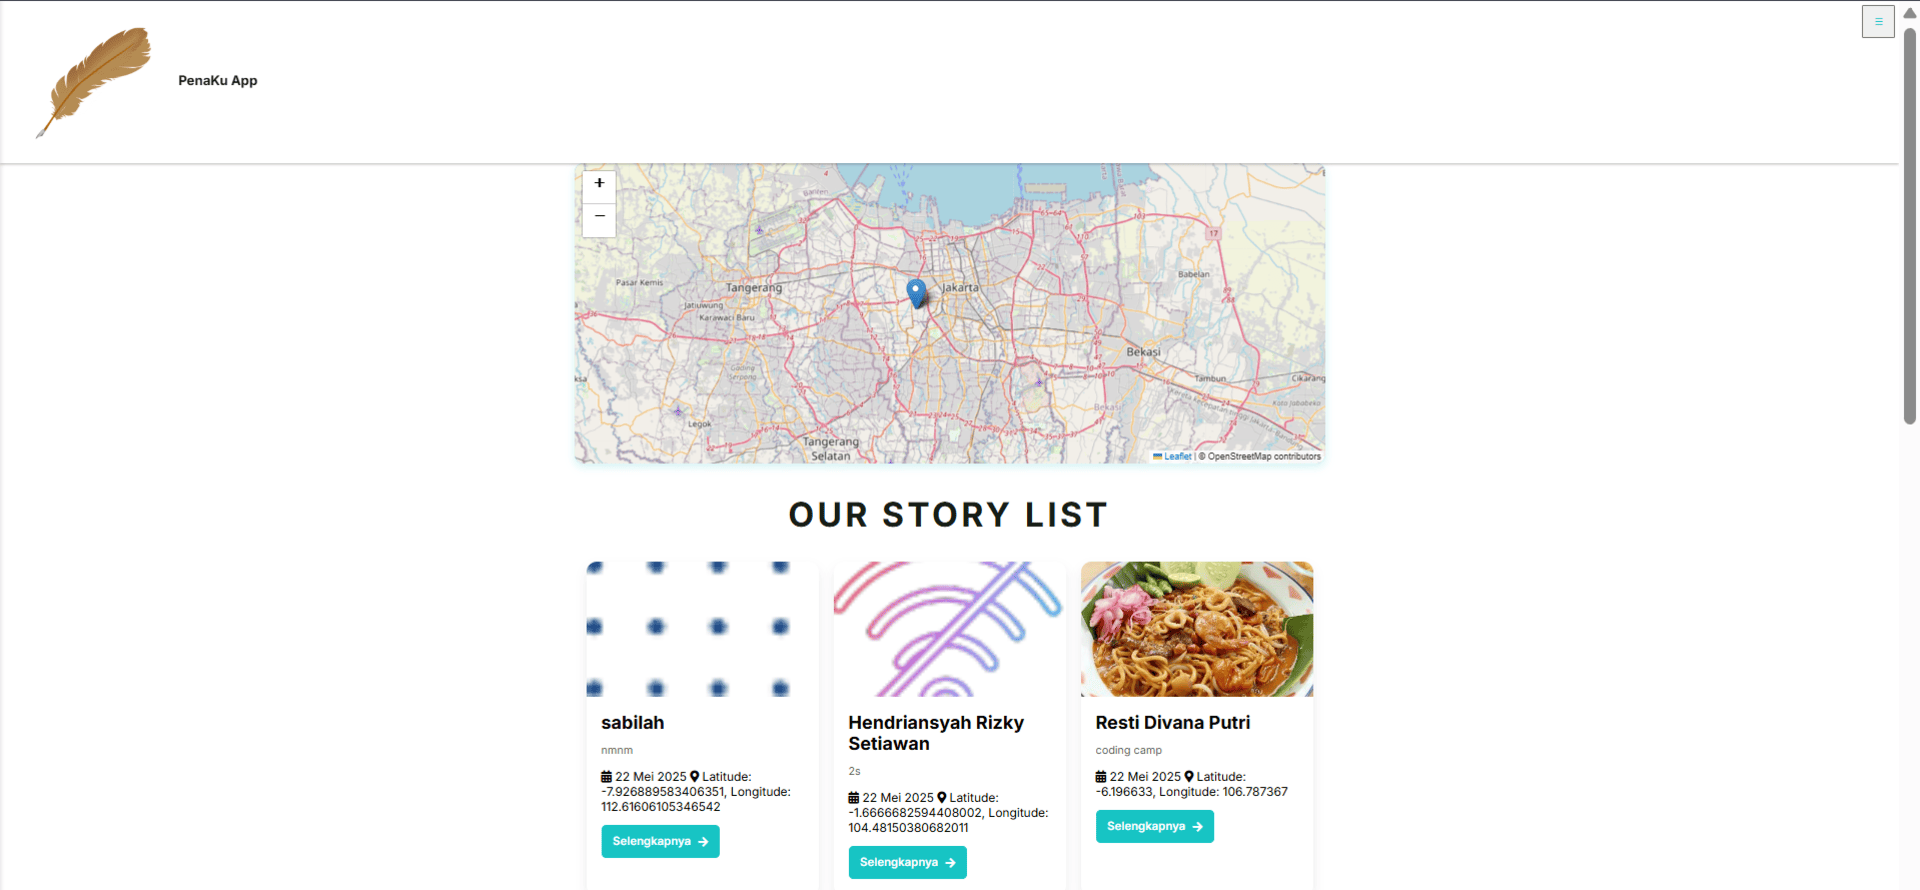 ☰
PenaKu App
+
−
Pasar Kemis
Tangerang
Jatiuwung
Karawaci Baru
Jakarta
Babelan
17
Bekasi
Tambun
Cikarang
Legok
Bekasi
Tangerang
Selatan
Leaflet | © OpenStreetMap contributors
OUR STORY LIST
sabilah
nmnm
22 Mei 2025 Latitude:
-7.926889583406351, Longitude:
112.61606105346542
Selengkapnya →
Hendriansyah Rizky
Setiawan
2s
22 Mei 2025 Latitude:
-1.6666682594408002, Longitude:
104.48150380682011
Selengkapnya →
Resti Divana Putri
coding camp
22 Mei 2025 Latitude:
-6.196633, Longitude: 106.787367
Selengkapnya →